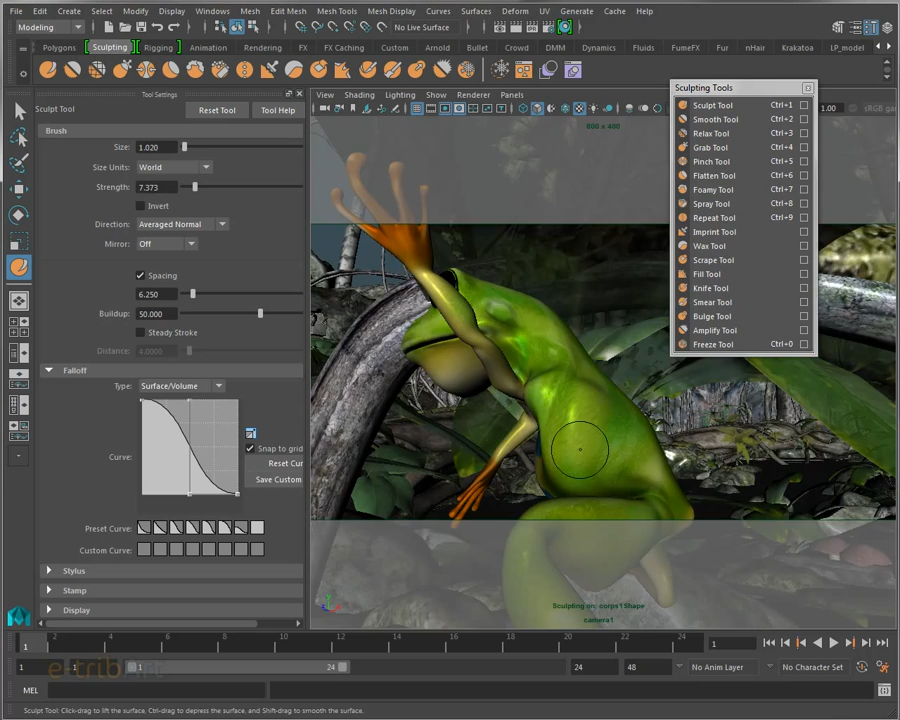 File Edit Create Select Modify Display Windows Mesh Edit Mesh Mesh Tools Mesh Display Curves Surfaces Deform UV Generate Cache Help
Modeling No Live Surface
Polygons Sculpting Rigging Animation Rendering FX FX Caching Custom Arnold Bullet Crowd DMM Dynamics Fluids FumeFX Fur nHair Krakatoa LP_model
Tool Settings
Sculpt Tool Reset Tool Tool Help
Brush
Size: 1.020
Size Units: World
Strength: 7.373
Invert
Direction: Averaged Normal
Mirror: Off
Spacing
6.250
Buildup: 50.000
Steady Stroke
Distance: 4.0000
Falloff
Type: Surface/Volume
Curve:
Snap to grid
Reset Cur
Save Custom
Preset Curve:
Custom Curve:
Stylus
Stamp
Display
View Shading Lighting Show Renderer Panels
1.00 sRGB gam
800 x 400
Sculpting Tools
Sculpt Tool Ctrl+1
Smooth Tool Ctrl+2
Relax Tool Ctrl+3
Grab Tool Ctrl+4
Pinch Tool Ctrl+5
Flatten Tool Ctrl+6
Foamy Tool Ctrl+7
Spray Tool Ctrl+8
Repeat Tool Ctrl+9
Imprint Tool
Wax Tool
Scrape Tool
Fill Tool
Knife Tool
Smear Tool
Bulge Tool
Amplify Tool
Freeze Tool Ctrl+0
Sculpting on: corps1Shape
camera1
1 2 4 6 8 10 12 14 16 18 20 22 24 1
1 1 1 24 24 48 No Anim Layer No Character Set
e-tribart
MEL
Sculpt Tool: Click-drag to lift the surface, Ctrl-drag to depress the surface, and Shift-drag to smooth the surface.